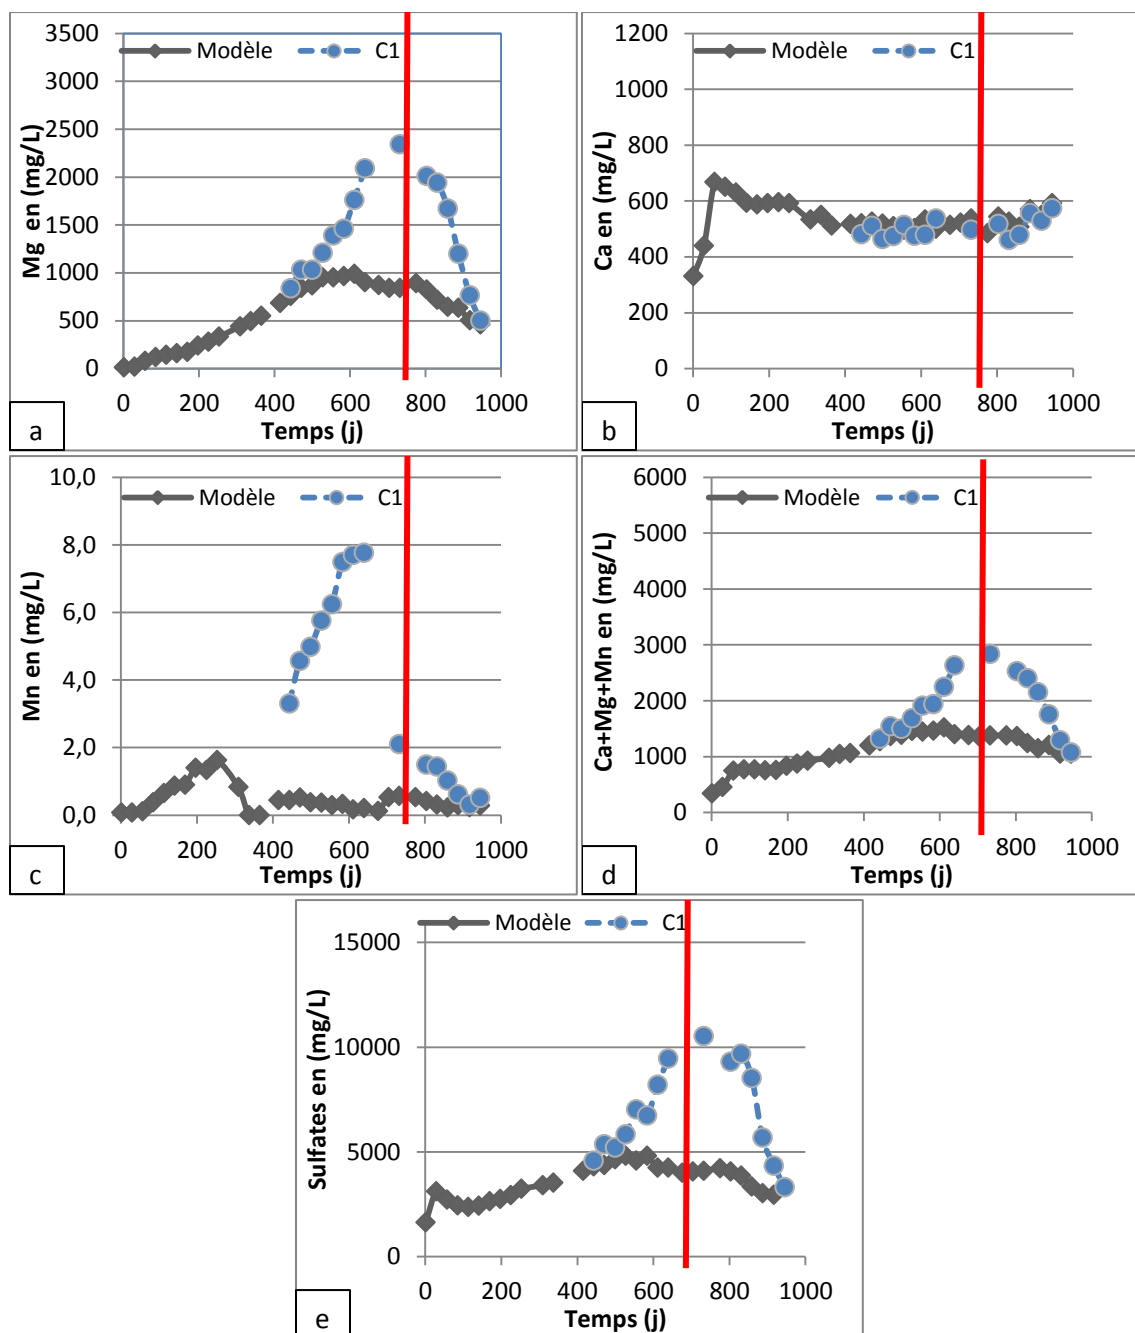 3500
3000
2500
2000
1500
1000
500
0
Mg en (mg/L)
Modèle C1
0 200 400 600 800 1000
Temps (j)
a
1200
1000
800
600
400
200
0
Ca en (mg/L)
Modèle C1
0 200 400 600 800 1000
Temps (j)
b
10,0
8,0
6,0
4,0
2,0
0,0
Mn en (mg/L)
Modèle C1
0 200 400 600 800 1000
Temps (j)
c
6000
5000
4000
3000
2000
1000
0
Ca+Mg+Mn en (mg/L)
Modèle C1
0 200 400 600 800 1000
Temps (j)
d
15000
10000
5000
0
Sulfates en (mg/L)
Modèle C1
0 200 400 600 800 1000
Temps (j)
e